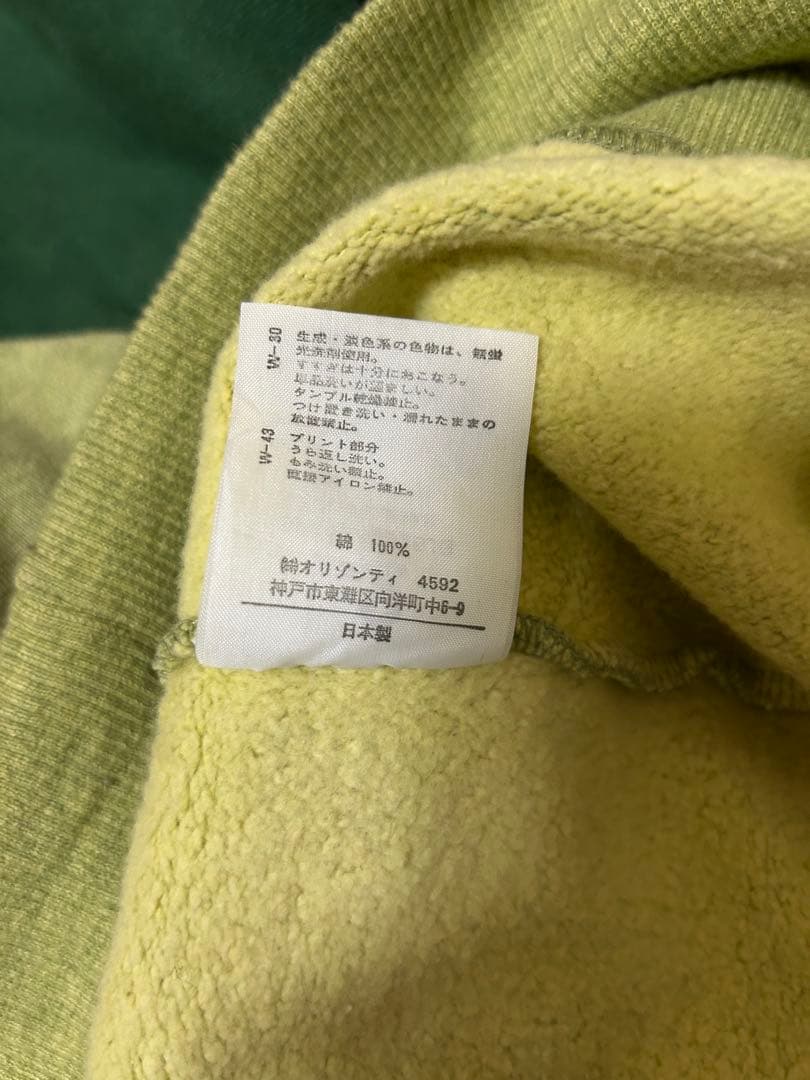 W-30 生成・淡色系の色物は、無蛍
光洗剤使用。
すすぎは十分におこなう。
単品洗いが望ましい。
タンブル乾燥禁止。
つけ置き洗い・濡れたままの
放置禁止。
W-43 プリント部分
うら返し洗い。
もみ洗い禁止。
直接アイロン禁止。
綿 100%
㈱オリゾンティ 4592
神戸市東灘区向洋町中6-9
日本製